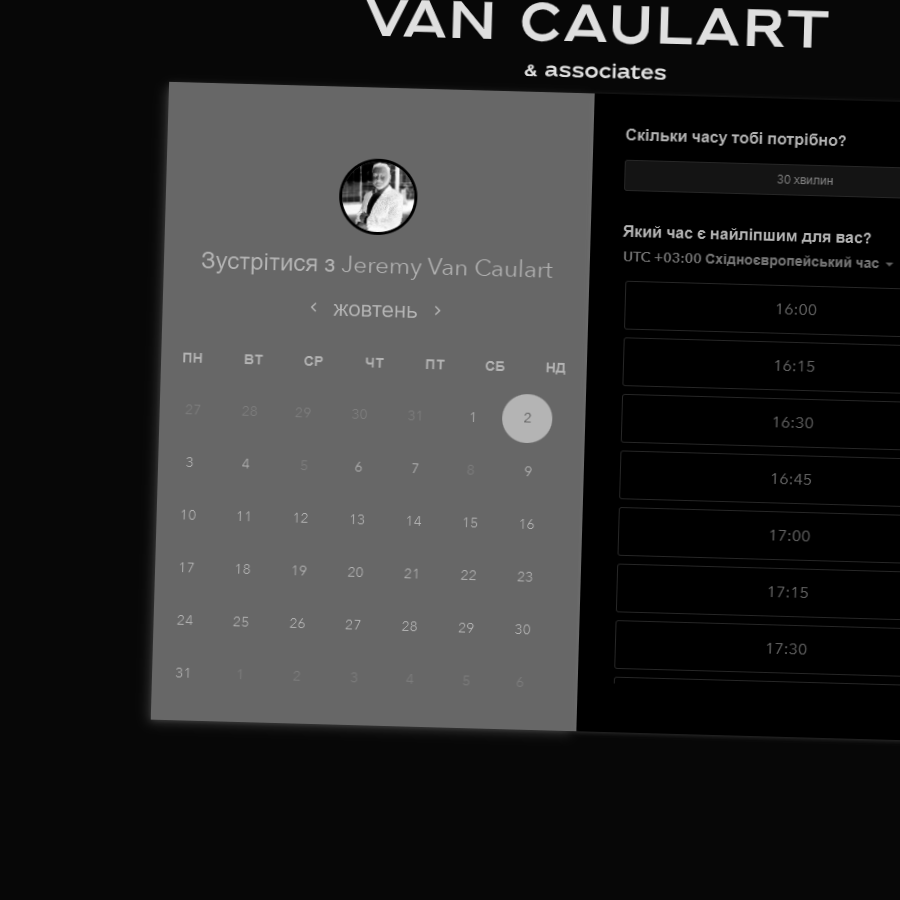 VAN CAULART
& associates
Зустрітися з Jeremy Van Caulart
жовтень
ПН ВТ СР ЧТ ПТ СБ НД
27 28 29 30 31 1 2
3 4 5 6 7 8 9
10 11 12 13 14 15 16
17 18 19 20 21 22 23
24 25 26 27 28 29 30
31 1 2 3 4 5 6
Скільки часу тобі потрібно?
30 хвилин
Який час є найліпшим для вас?
UTC +03:00 Східноєвропейський час
16:00
16:15
16:30
16:45
17:00
17:15
17:30